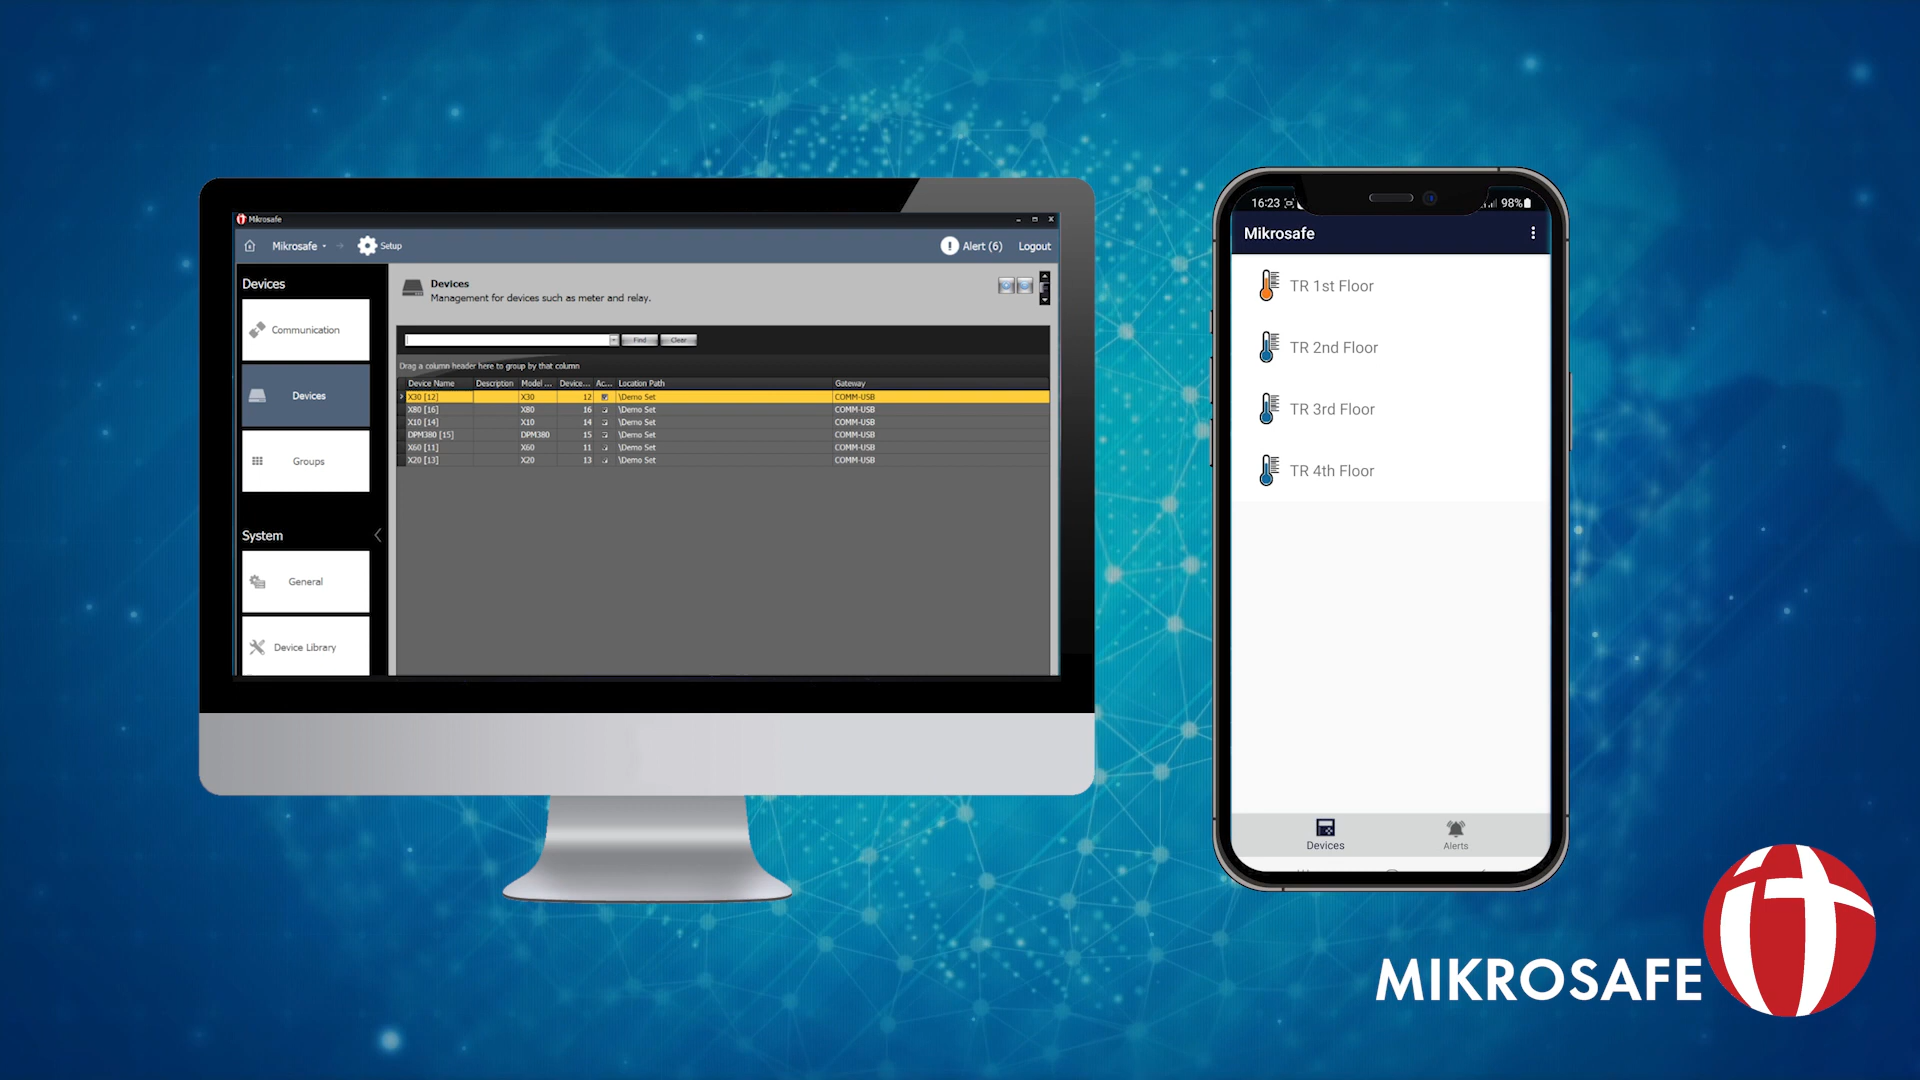 Mikrosafe
Mikrosafe
Setup
Alert (6)
Logout
Devices
Communication
Devices
Groups
System
General
Device Library
Devices
Management for devices such as meter and relay.
Find Clear
Drag a column header here to group by that column
Device Name Description Model ... Device... Ac... Location Path Gateway
X30 [12] X30 12 \Demo Set COMM-USB
X80 [16] X80 16 \Demo Set COMM-USB
X10 [14] X10 14 \Demo Set COMM-USB
DPM380 [15] DPM380 15 \Demo Set COMM-USB
X60 [11] X60 11 \Demo Set COMM-USB
X20 [13] X20 13 \Demo Set COMM-USB
16:23 98%
Mikrosafe
TR 1st Floor
TR 2nd Floor
TR 3rd Floor
TR 4th Floor
Devices Alerts
MIKROSAFE